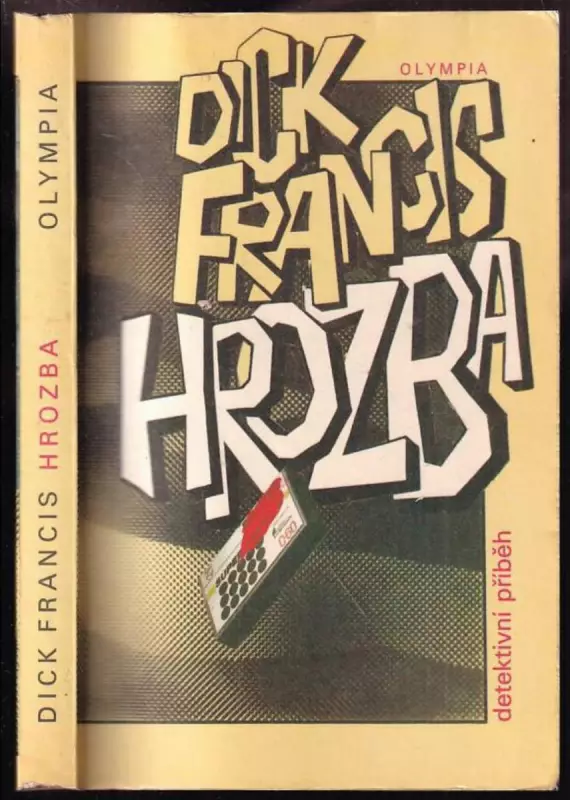 DICK FRANCIS HROZBA OLYMPIA
OLYMPIA
DICK
FRANCIS
HROZBA
detektivní příběh